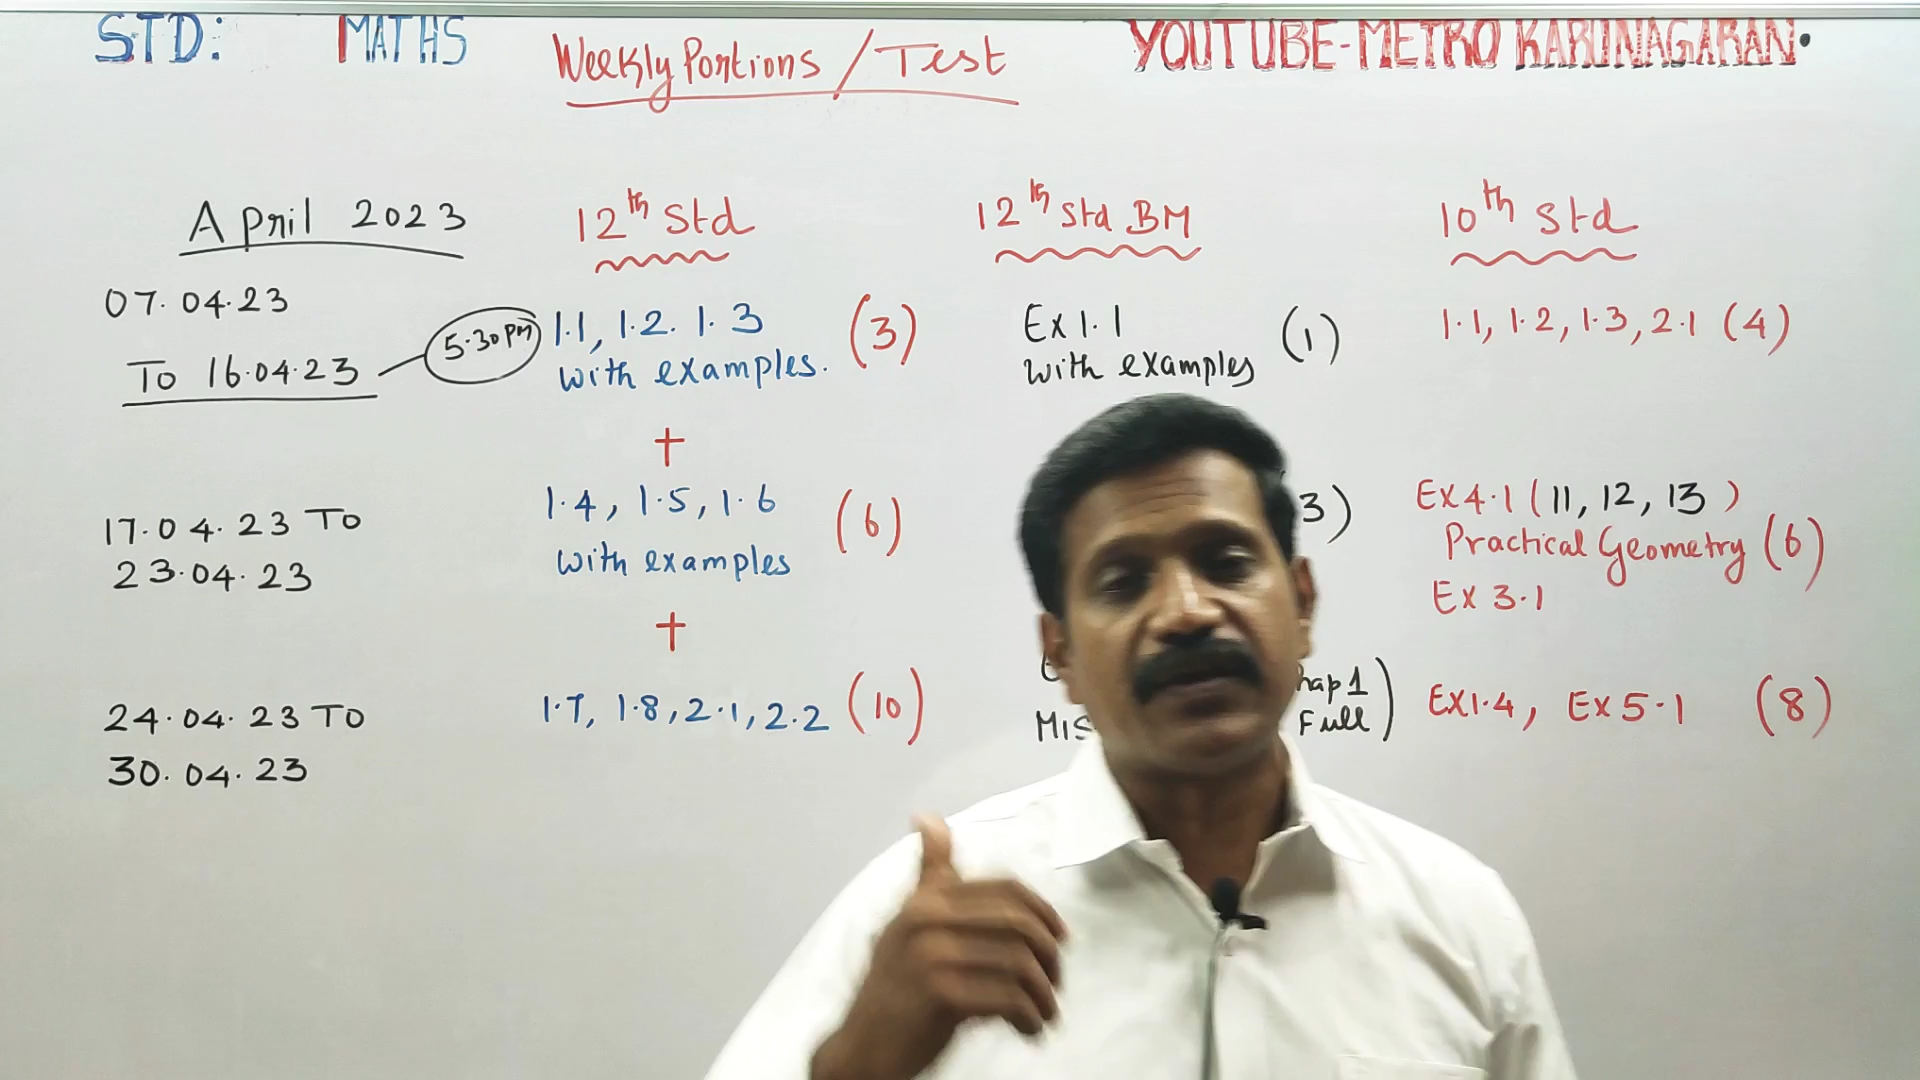 STD: MATHS Weekly Portions / Test YOUTUBE-METRO KARUNAGARAN.
April 2023 12th Std 12th Std BM 10th Std
07.04.23
To 16.04.23 5.30pm
1.1, 1.2. 1.3 (3)
with examples.
Ex 1.1 (1)
with examples
1.1, 1.2, 1.3, 2.1 (4)
+
17.04.23 To
23.04.23
1.4, 1.5, 1.6 (6)
with examples
3)
Ex 4.1 (11, 12, 13)
Practical Geometry (6)
Ex 3.1
+
24.04.23 To
30.04.23
1.7, 1.8, 2.1, 2.2 (10)
Full)
Ex 1.4, Ex 5.1 (8)